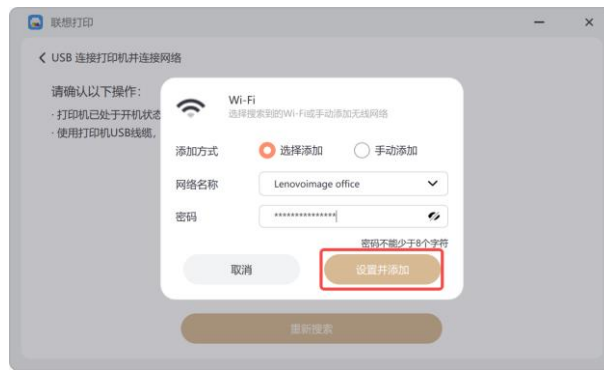 联想打印
USB 连接打印机并连接网络
请确认以下操作：
· 打印机已处于开机状态
· 使用打印机USB线缆，
Wi-Fi
选择搜索到的Wi-Fi或手动添加无线网络
添加方式 选择添加 手动添加
网络名称 Lenovoimage office
密码 ***************
密码不能少于8个字符
取消 设置并添加
重新搜索